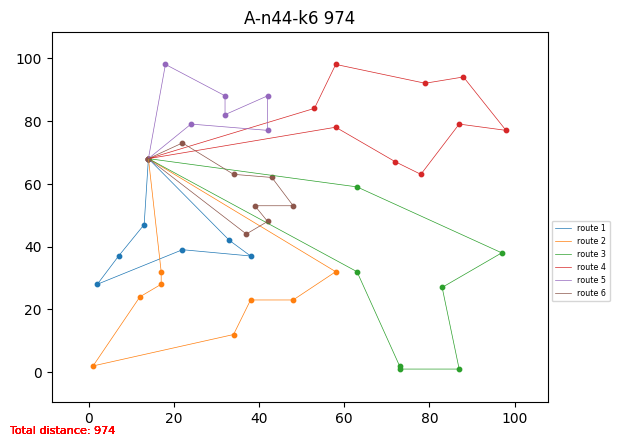 A-n44-k6 974
100
80
60
40
20
0
route 1
route 2
route 3
route 4
route 5
route 6
0 20 40 60 80 100
Total distance: 974